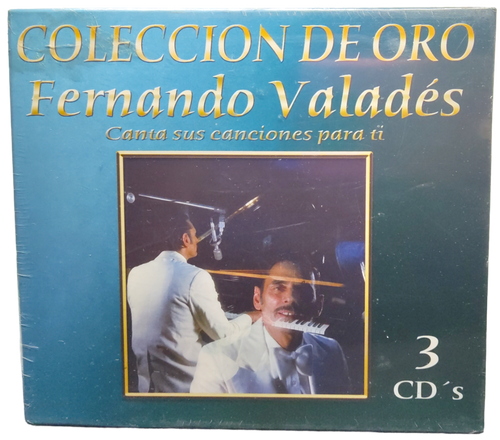 COLECCION DE ORO
Fernando Valadés
Canta sus canciones para ti
3
CD´s